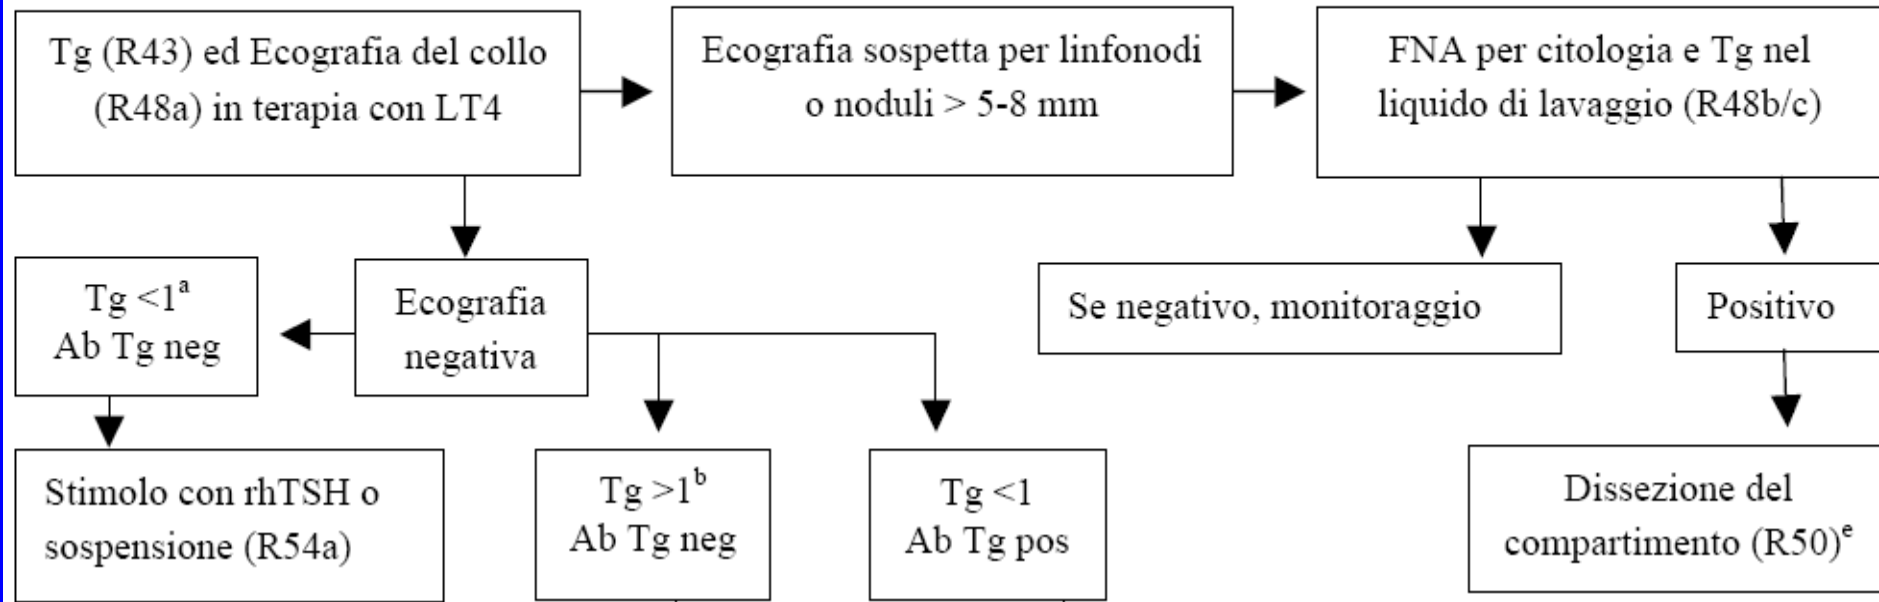 Tg (R43) ed Ecografia del collo
(R48a) in terapia con LT4
Ecografia sospetta per linfonodi
o noduli > 5-8 mm
FNA per citologia e Tg nel
liquido di lavaggio (R48b/c)
Tg <1ᵃ
Ab Tg neg
Ecografia
negativa
Se negativo, monitoraggio
Positivo
Stimolo con rhTSH o
sospensione (R54a)
Tg >1ᵇ
Ab Tg neg
Tg <1
Ab Tg pos
Dissezione del
compartimento (R50)ᵉ